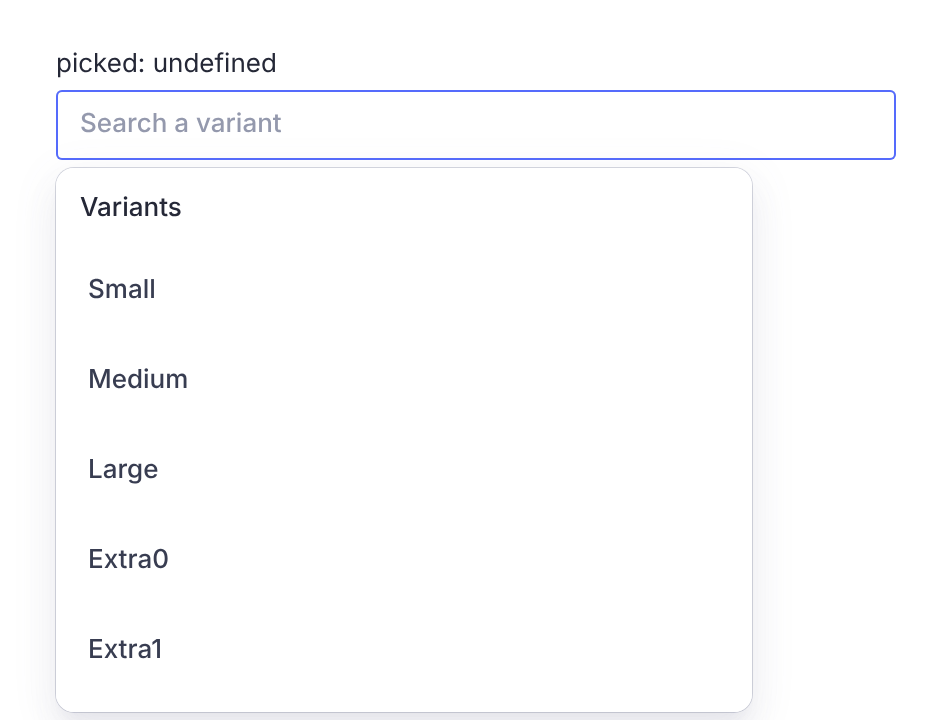 picked: undefined
Search a variant
Variants
Small
Medium
Large
Extra0
Extra1